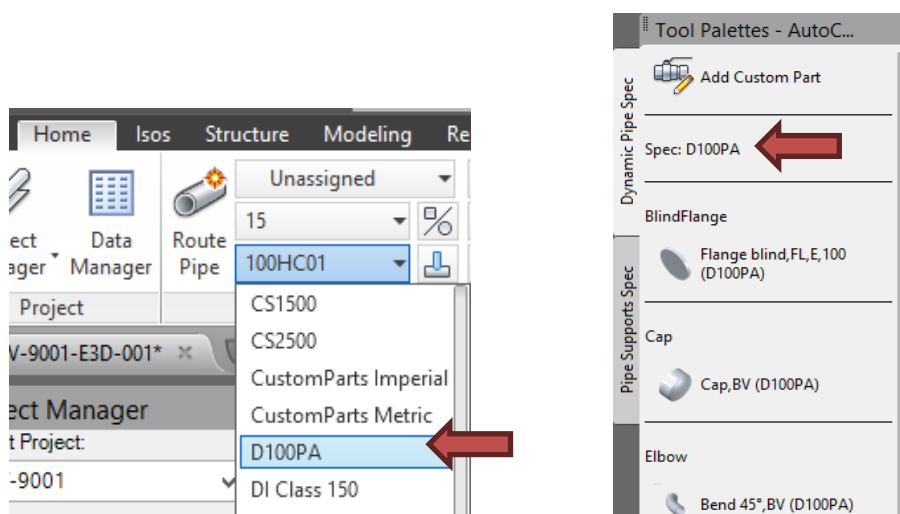 Home Isos Structure Modeling Re
Unassigned
15
100HC01
ect
ager
Data
Manager
Route
Pipe
Project
V-9001-E3D-001*
ect Manager
t Project:
-9001
CS1500
CS2500
CustomParts Imperial
CustomParts Metric
D100PA
DI Class 150
Tool Palettes - AutoC...
Dynamic Pipe Spec
Pipe Supports Spec
Add Custom Part
Spec: D100PA
BlindFlange
Flange blind,FL,E,100
(D100PA)
Cap
Cap,BV (D100PA)
Elbow
Bend 45°,BV (D100PA)